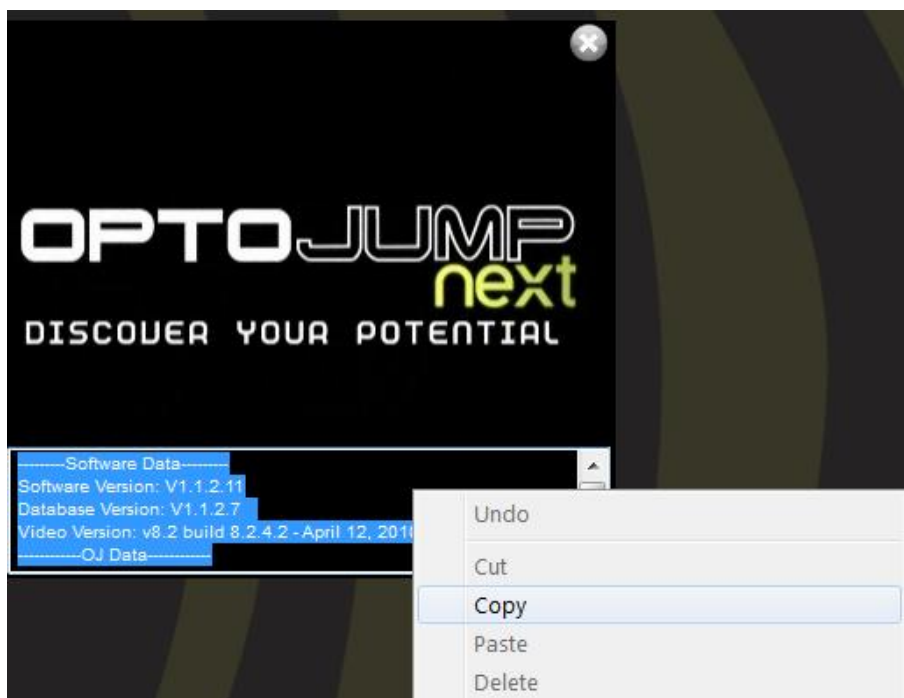 OPTOJUMP
next
DISCOVER YOUR POTENTIAL
--------Software Data--------
Software Version: V1.1.2.11
Database Version: V1.1.2.7
Video Version: v8.2 build 8.2.4.2 - April 12, 2010
-----------OJ Data-----------
Undo
Cut
Copy
Paste
Delete